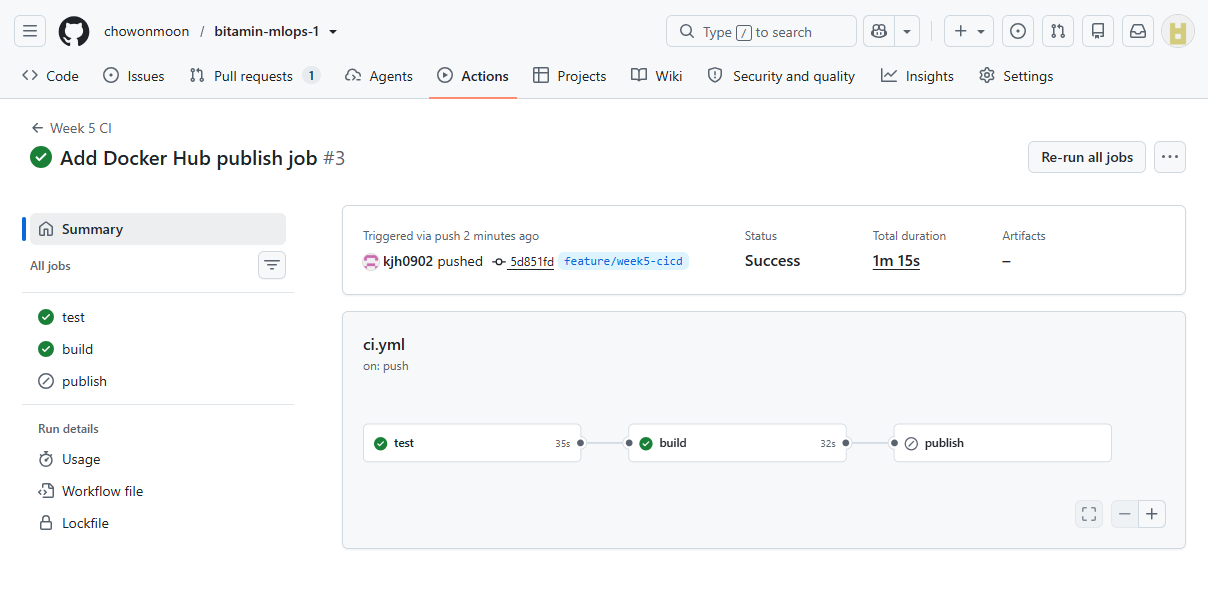 chowonmoon / bitamin-mlops-1
Type / to search
Code
Issues
Pull requests 1
Agents
Actions
Projects
Wiki
Security and quality
Insights
Settings
Week 5 CI
Add Docker Hub publish job #3
Re-run all jobs
Summary
All jobs
test
build
publish
Run details
Usage
Workflow file
Lockfile
Triggered via push 2 minutes ago
kjh0902 pushed 5d851fd feature/week5-cicd
Status
Success
Total duration
1m 15s
Artifacts
–
ci.yml
on: push
test 35s
build 32s
publish